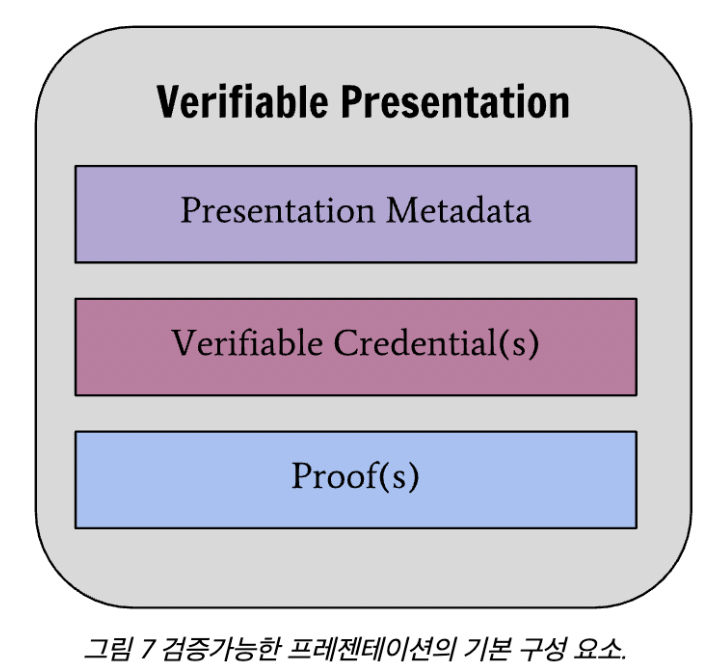 Verifiable Presentation
Presentation Metadata
Verifiable Credential(s)
Proof(s)
그림 7 검증가능한 프레젠테이션의 기본 구성 요소.